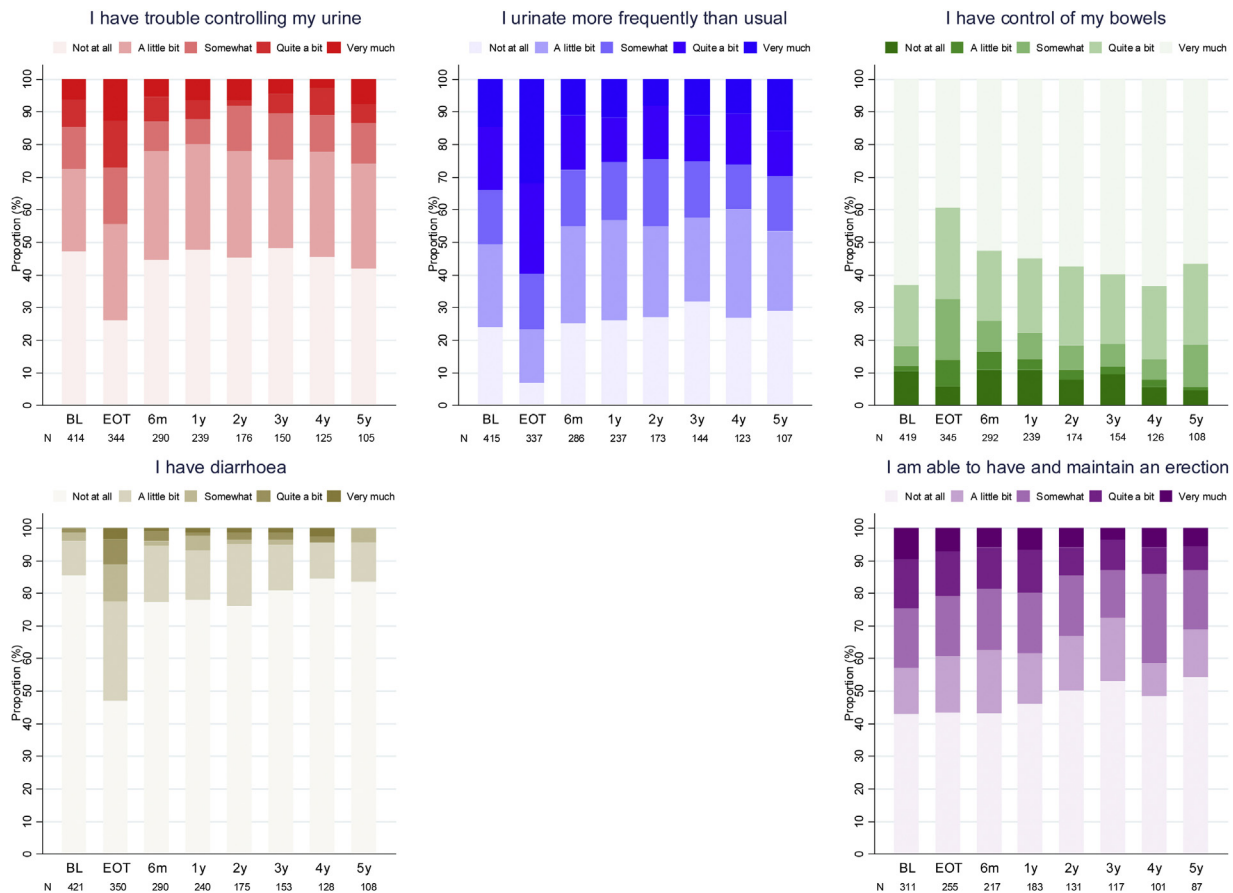 I have trouble controlling my urine
Not at all A little bit Somewhat Quite a bit Very much
Proportion (%)
100
90
80
70
60
50
40
30
20
10
0
BL EOT 6m 1y 2y 3y 4y 5y
N 414 344 290 239 176 150 125 105
I urinate more frequently than usual
Not at all A little bit Somewhat Quite a bit Very much
Proportion (%)
100
90
80
70
60
50
40
30
20
10
0
BL EOT 6m 1y 2y 3y 4y 5y
N 415 337 286 237 173 144 123 107
I have control of my bowels
Not at all A little bit Somewhat Quite a bit Very much
Proportion (%)
100
90
80
70
60
50
40
30
20
10
0
BL EOT 6m 1y 2y 3y 4y 5y
N 419 345 292 239 174 154 126 108
I have diarrhoea
Not at all A little bit Somewhat Quite a bit Very much
Proportion (%)
100
90
80
70
60
50
40
30
20
10
0
BL EOT 6m 1y 2y 3y 4y 5y
N 421 350 290 240 175 153 128 108
I am able to have and maintain an erection
Not at all A little bit Somewhat Quite a bit Very much
Proportion (%)
100
90
80
70
60
50
40
30
20
10
0
BL EOT 6m 1y 2y 3y 4y 5y
N 311 255 217 183 131 117 101 87